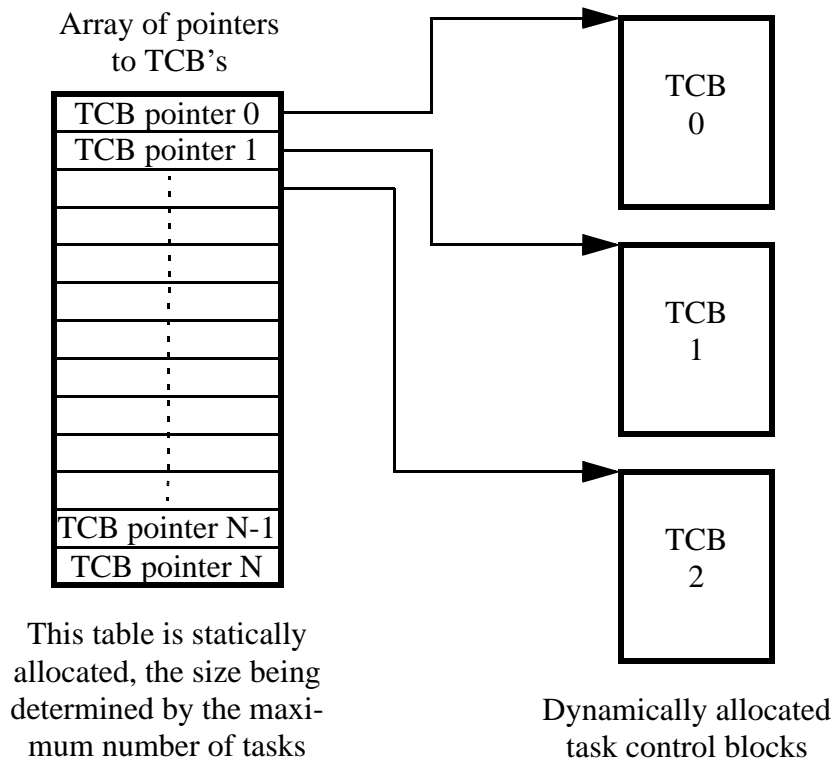 Array of pointers
to TCB's
TCB pointer 0
TCB pointer 1
TCB pointer N-1
TCB pointer N
This table is statically
allocated, the size being
determined by the maxi-
mum number of tasks
TCB
0
TCB
1
TCB
2
Dynamically allocated
task control blocks